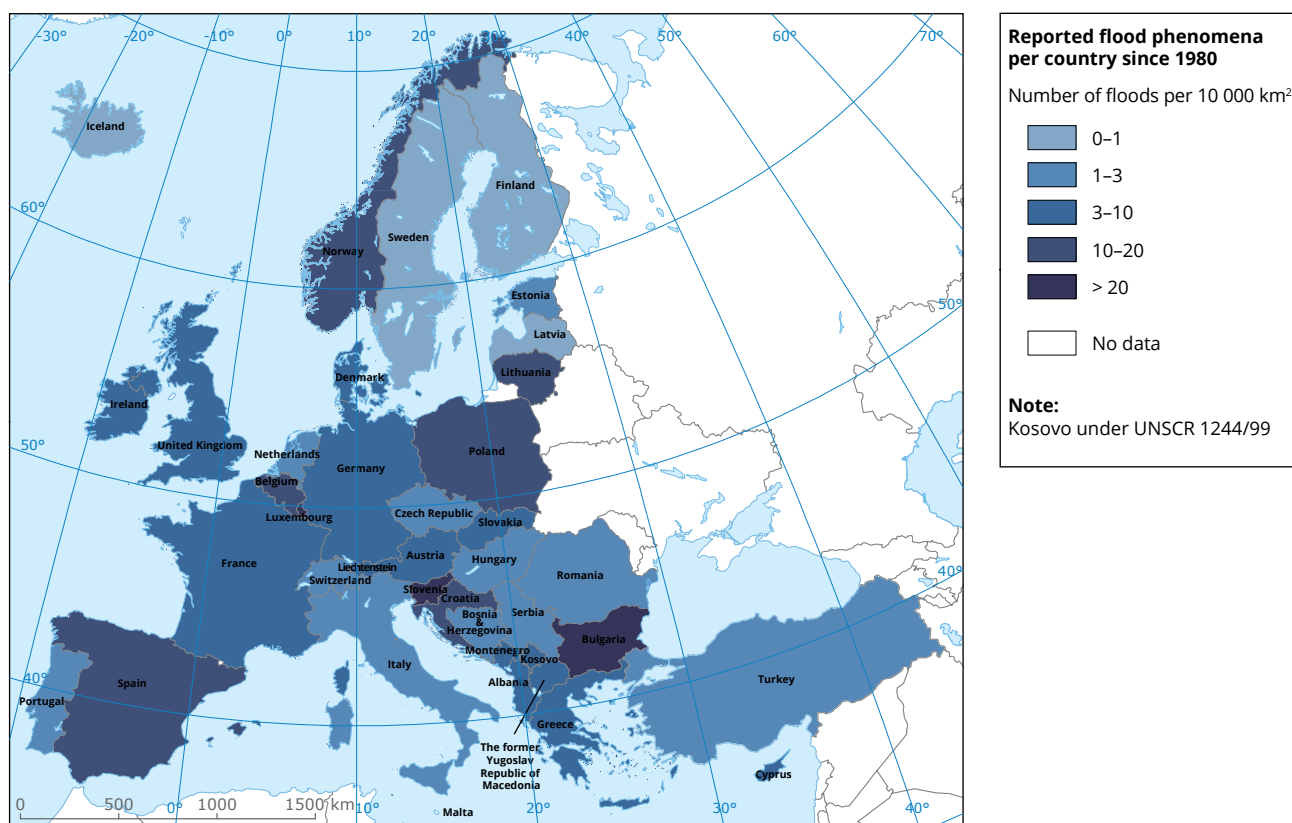 -30°
-20°
-10°
0°
10°
20°
30°
40°
50°
60°
70°
60°
50°
40°
50°
40°
0°
10°
20°
30°
40°
Iceland
Norway
Sweden
Finland
Estonia
Latvia
Lithuania
Denmark
Ireland
United Kingdom
Netherlands
Belgium
Luxembourg
Germany
Poland
Czech Republic
Slovakia
France
Liechtenstein
Switzerland
Austria
Hungary
Romania
Slovenia
Croatia
Bosnia
&
Herzegovina
Serbia
Montenegro
Kosovo
Bulgaria
Italy
Albania
Spain
Portugal
Greece
Turkey
Cyprus
The former
Yugoslav
Republic of
Macedonia
Malta
0 500 1000 1500 km
Reported flood phenomena
per country since 1980
Number of floods per 10 000 km²
0–1
1–3
3–10
10–20
> 20
No data
Note:
Kosovo under UNSCR 1244/99